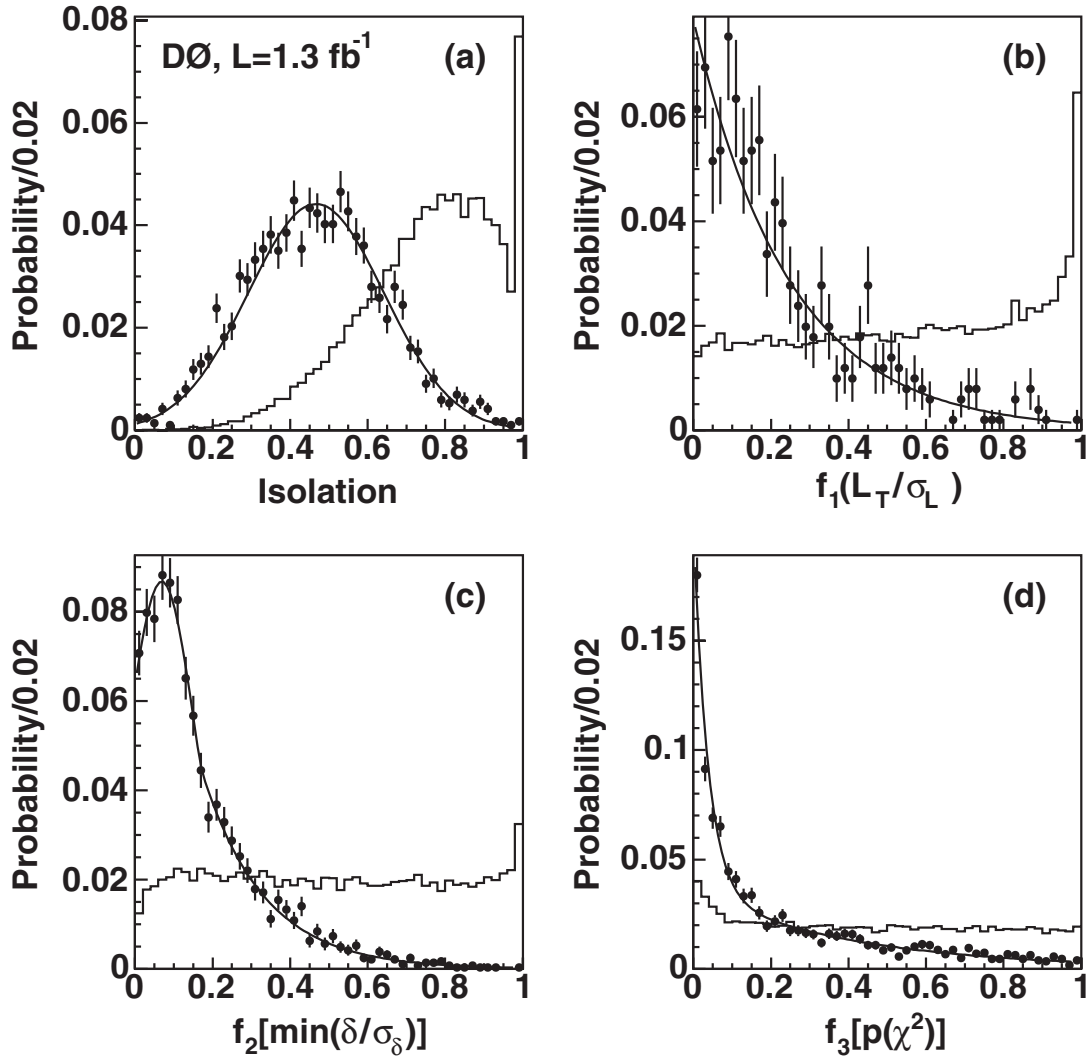 DØ, L=1.3 fb⁻¹
(a)
Probability/0.02
0.08
0.06
0.04
0.02
0
0 0.2 0.4 0.6 0.8 1
Isolation
(b)
Probability/0.02
0.06
0.04
0.02
0
0 0.2 0.4 0.6 0.8 1
f₁(L_T/σ_L)
(c)
Probability/0.02
0.08
0.06
0.04
0.02
0
0 0.2 0.4 0.6 0.8 1
f₂[min(δ/σ_δ)]
(d)
Probability/0.02
0.15
0.1
0.05
0
0 0.2 0.4 0.6 0.8 1
f₃[p(χ²)]